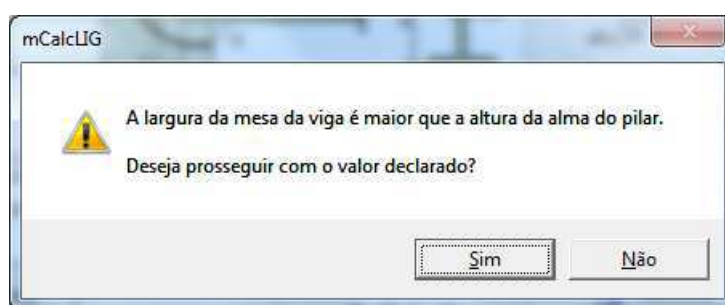 mCalcLIG
A largura da mesa da viga é maior que a altura da alma do pilar.
Deseja prosseguir com o valor declarado?
Sim Não